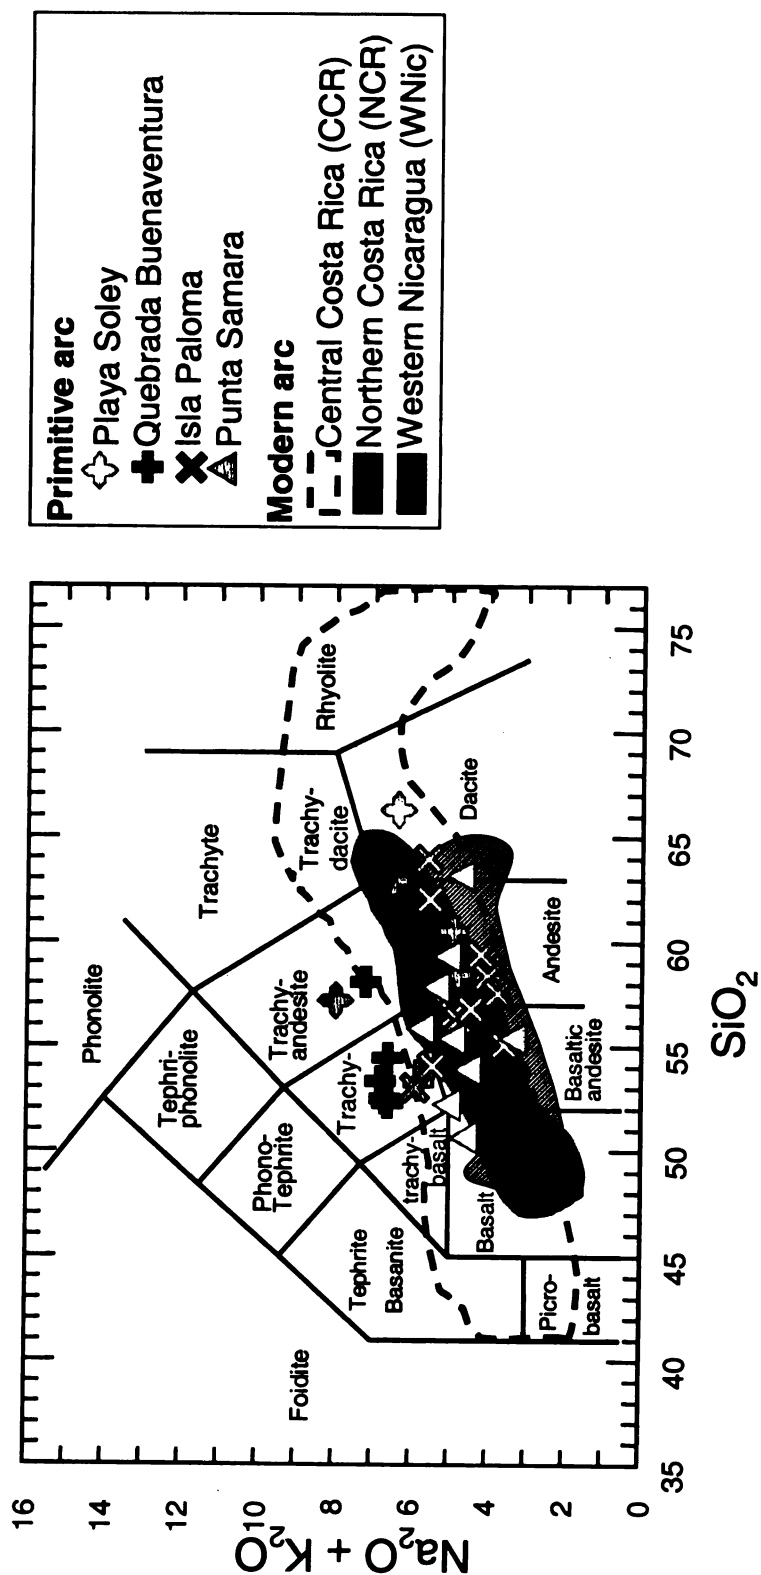 Primitive arc
Playa Soley
Quebrada Buenaventura
Isla Paloma
Punta Samara
Modern arc
Central Costa Rica (CCR)
Northern Costa Rica (NCR)
Western Nicaragua (WNic)
Na₂O + K₂O
16
14
12
10
8
6
4
2
0
Foidite
Phonolite
Tephri-
phonolite
Phono-
Tephrite
Tephrite
Basanite
Trachyte
Trachy-
andesite
Trachy-
trachy-
basalt
Trachy-
dacite
Rhyolite
Picro-
basalt
Basalt
Basaltic
andesite
Andesite
Dacite
35
40
45
50
55
60
65
70
75
SiO₂